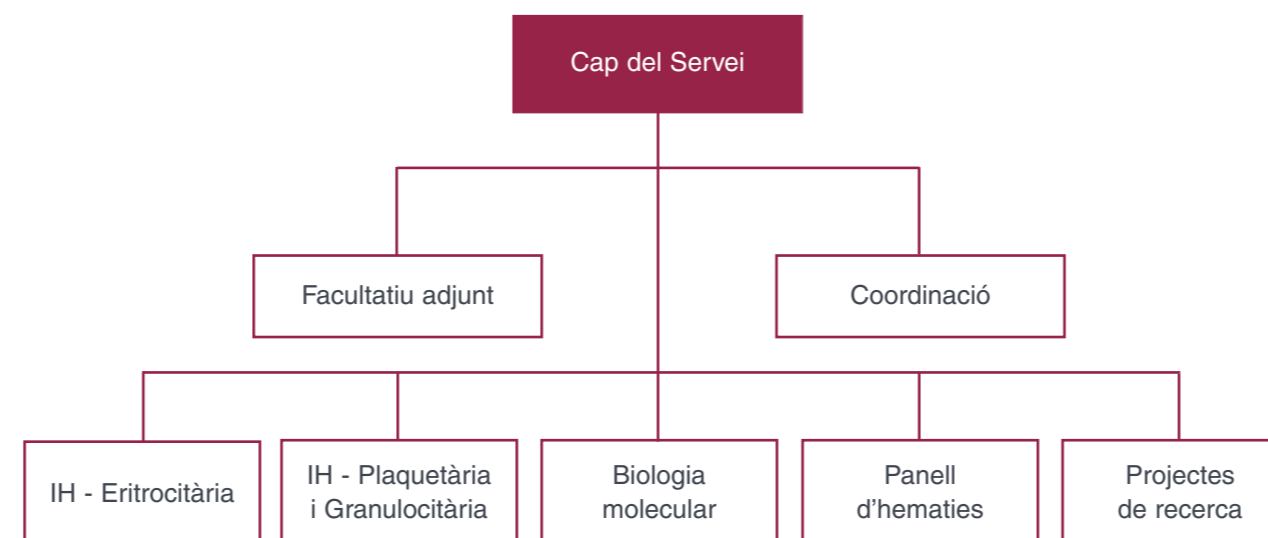 Cap del Servei
Facultatiu adjunt
Coordinació
IH - Eritrocitària
IH - Plaquetària
i Granulocitària
Biologia
molecular
Panell
d'hematies
Projectes
de recerca